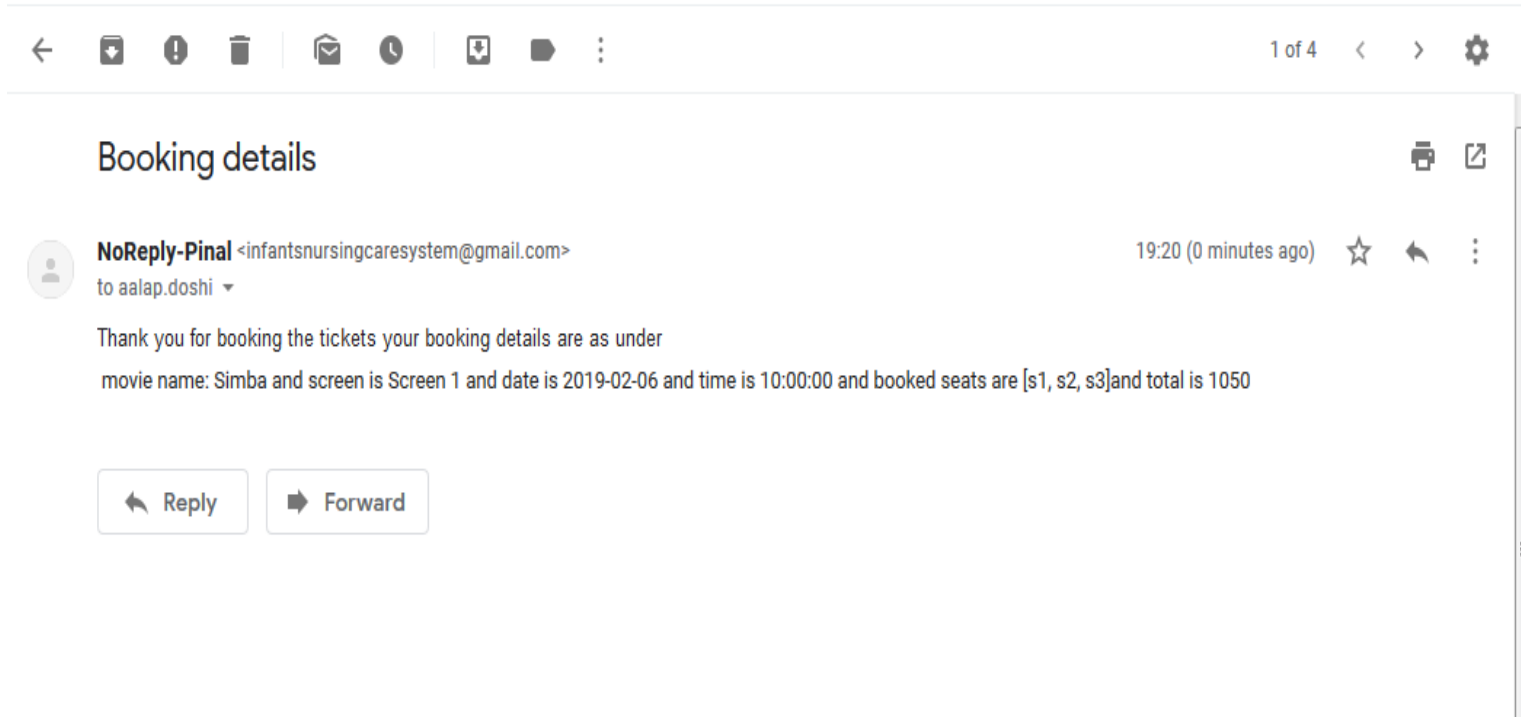 1 of 4
Booking details
NoReply-Pinal <infantsnursingcaresystem@gmail.com> 19:20 (0 minutes ago)
to aalap.doshi
Thank you for booking the tickets your booking details are as under
movie name: Simba and screen is Screen 1 and date is 2019-02-06 and time is 10:00:00 and booked seats are [s1, s2, s3]and total is 1050
Reply Forward